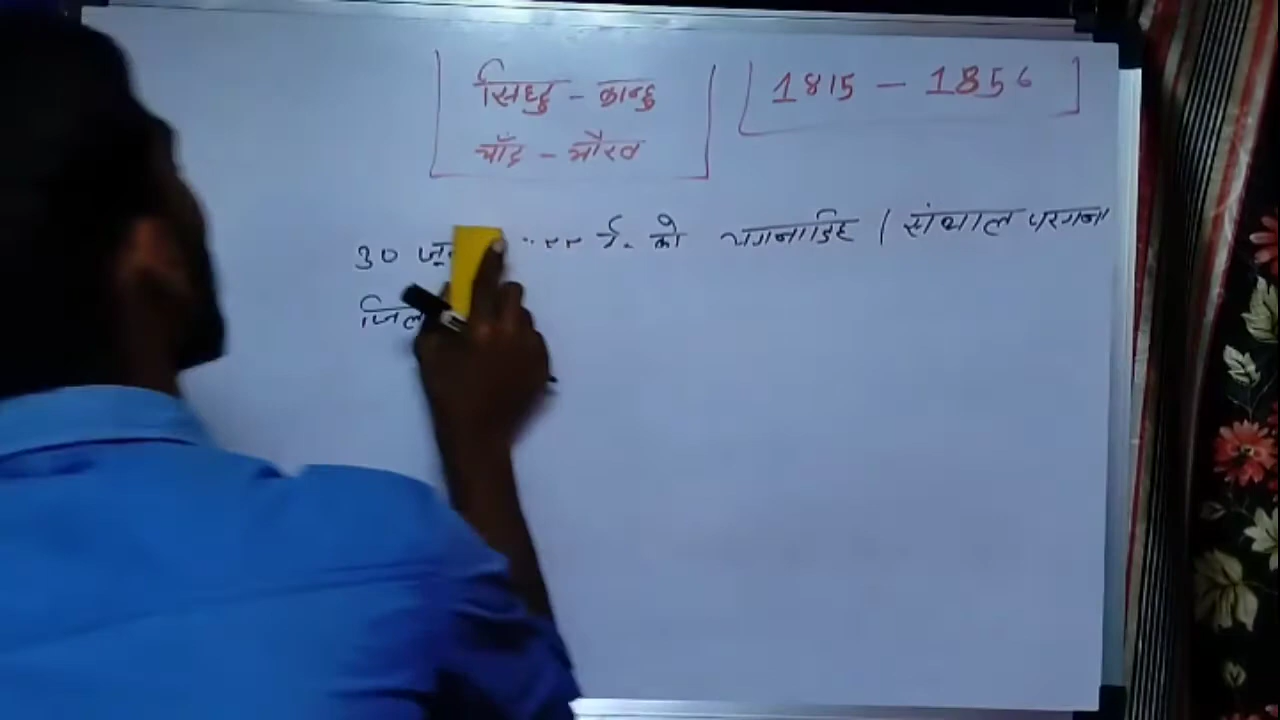 सिद्धु - कान्हु
चाँद - भैरव
1815 - 1856
30 ई. को भगनाडिह / संथाल परगना